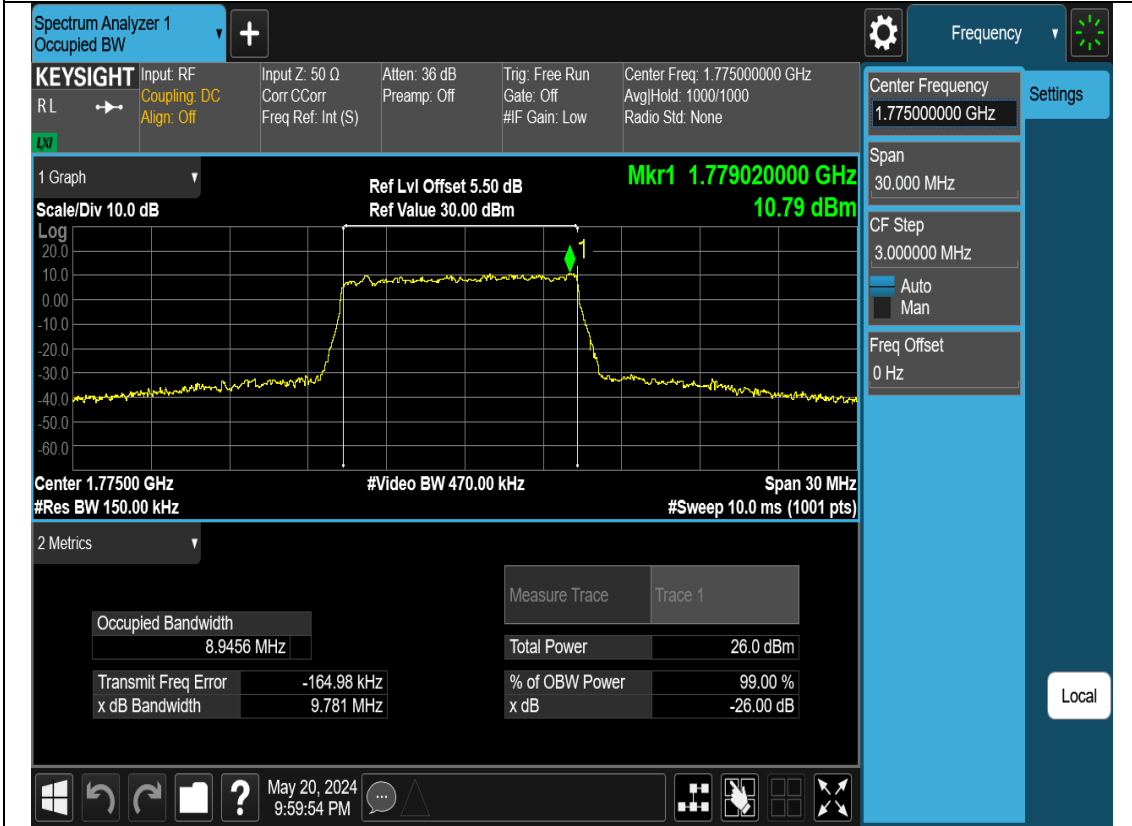 Spectrum Analyzer 1
Occupied BW
Frequency
KEYSIGHT
R L
LXI
Input: RF
Coupling: DC
Align: Off
Input Z: 50 Ω
Corr CCorr
Freq Ref: Int (S)
Atten: 36 dB
Preamp: Off
Trig: Free Run
Gate: Off
#IF Gain: Low
Center Freq: 1.775000000 GHz
Avg|Hold: 1000/1000
Radio Std: None
1 Graph
Scale/Div 10.0 dB
Ref Lvl Offset 5.50 dB
Ref Value 30.00 dBm
Mkr1 1.779020000 GHz
10.79 dBm
Log
20.0
10.0
0.00
-10.0
-20.0
-30.0
-40.0
-50.0
-60.0
1
Center 1.77500 GHz
#Res BW 150.00 kHz
#Video BW 470.00 kHz
Span 30 MHz
#Sweep 10.0 ms (1001 pts)
2 Metrics
Measure Trace Trace 1
Occupied Bandwidth
8.9456 MHz
Total Power 26.0 dBm
Transmit Freq Error -164.98 kHz
% of OBW Power 99.00 %
x dB Bandwidth 9.781 MHz
x dB -26.00 dB
Center Frequency
1.775000000 GHz
Settings
Span
30.000 MHz
CF Step
3.000000 MHz
Auto
Man
Freq Offset
0 Hz
Local
?
May 20, 2024
9:59:54 PM